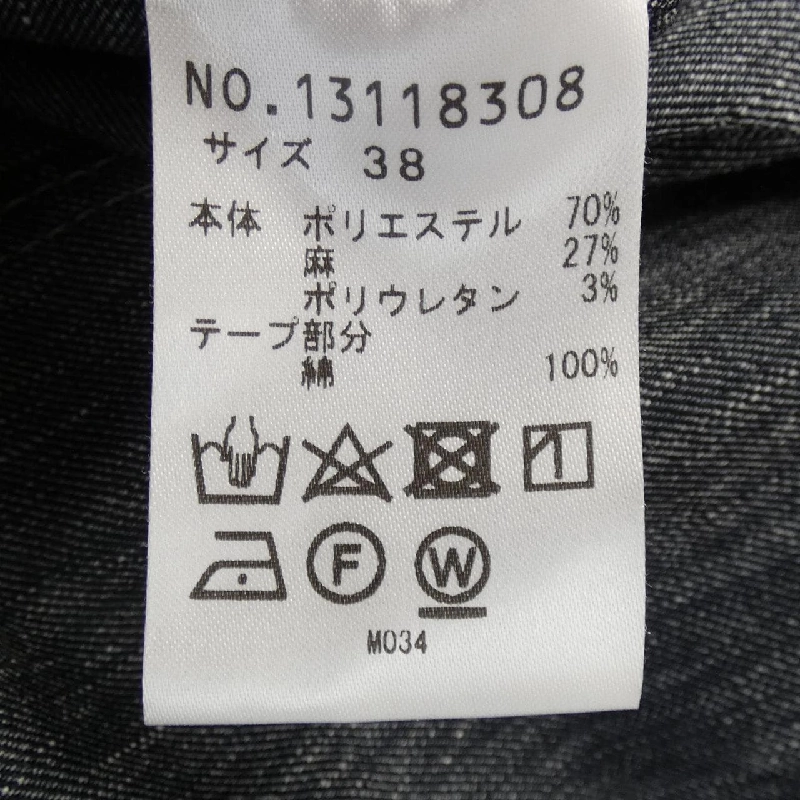 NO.13118308
サイズ 38
本体 ポリエステル 70%
麻 27%
ポリウレタン 3%
テープ部分
綿 100%
F W
M034